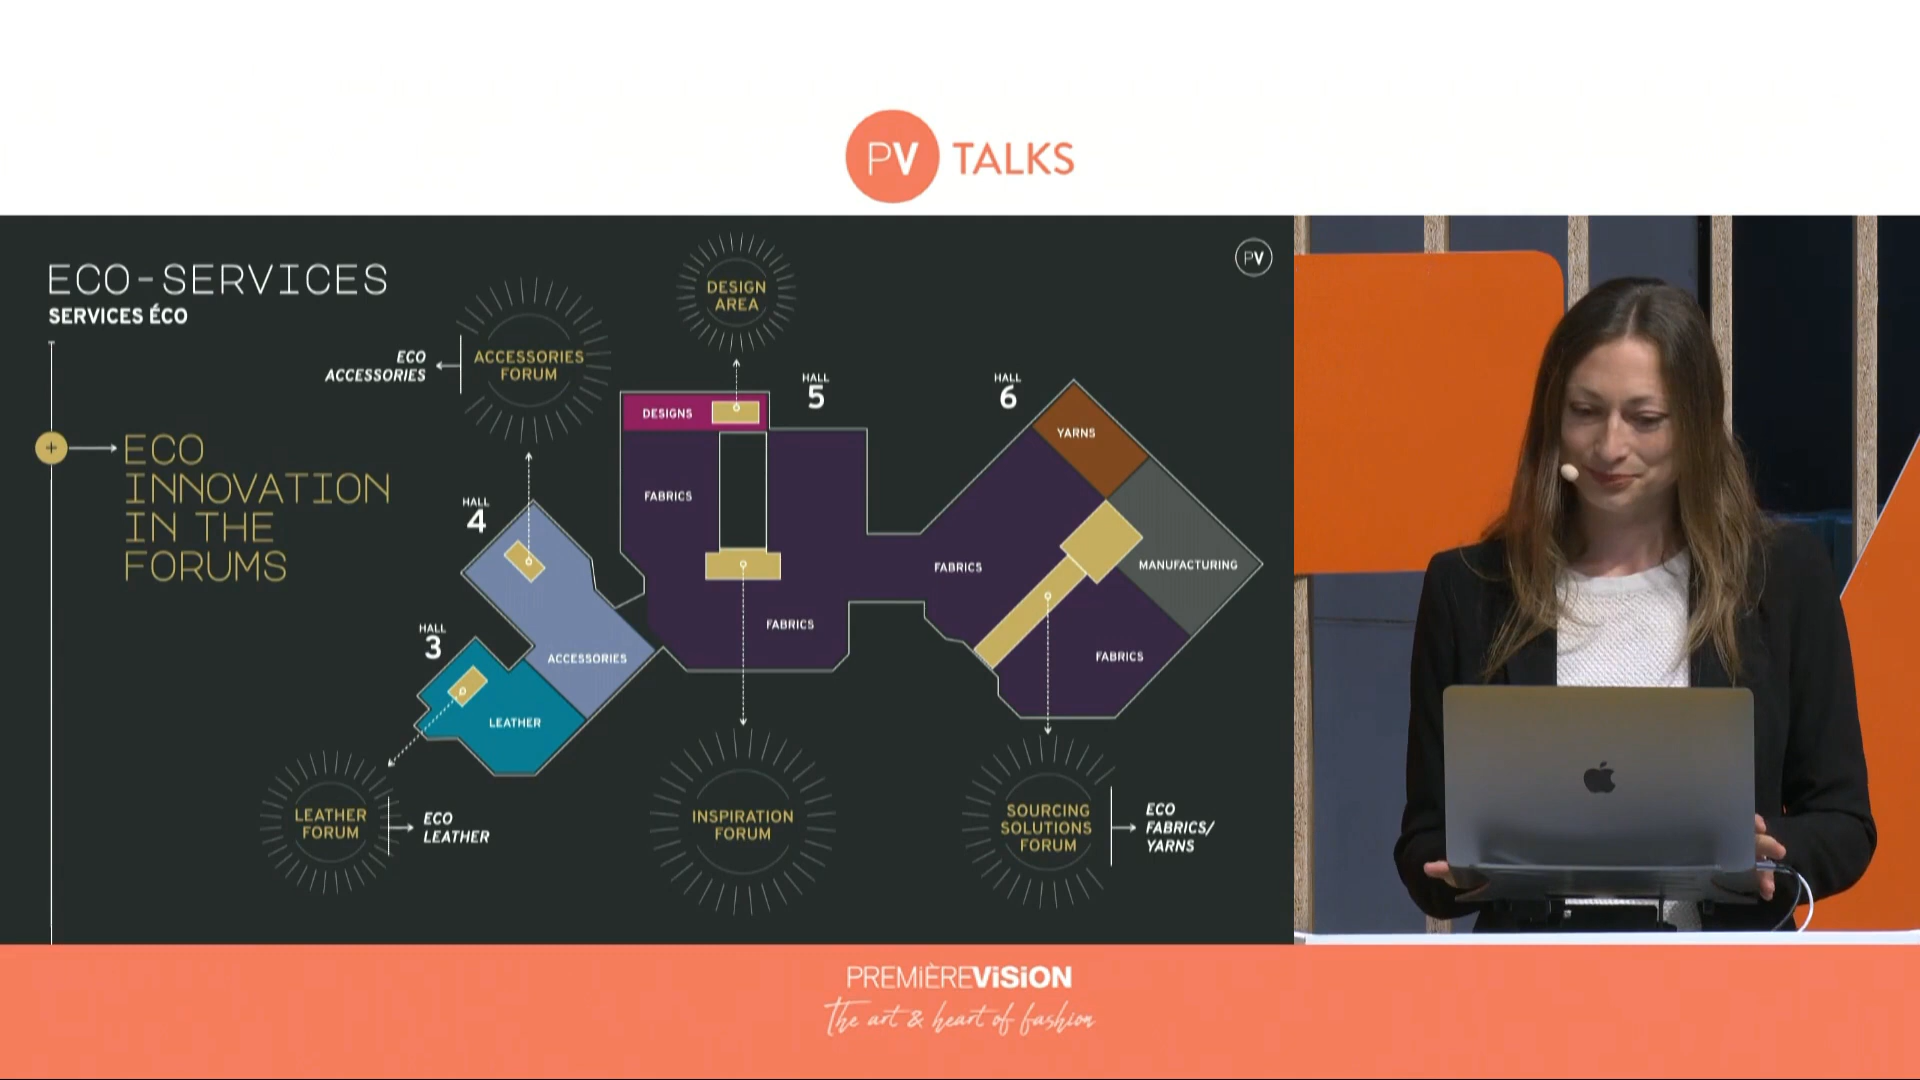 PV TALKS
ECO-SERVICES
SERVICES ÉCO
PV
ECO
INNOVATION
IN THE
FORUMS
ECO
ACCESSORIES
ACCESSORIES
FORUM
DESIGN
AREA
HALL
5
HALL
6
DESIGNS
YARNS
FABRICS
HALL
4
FABRICS
MANUFACTURING
FABRICS
HALL
3
ACCESSORIES
FABRICS
LEATHER
LEATHER
FORUM
ECO
LEATHER
INSPIRATION
FORUM
SOURCING
SOLUTIONS
FORUM
ECO
FABRICS/
YARNS
PREMIÈREVISION
The art & heart of fashion